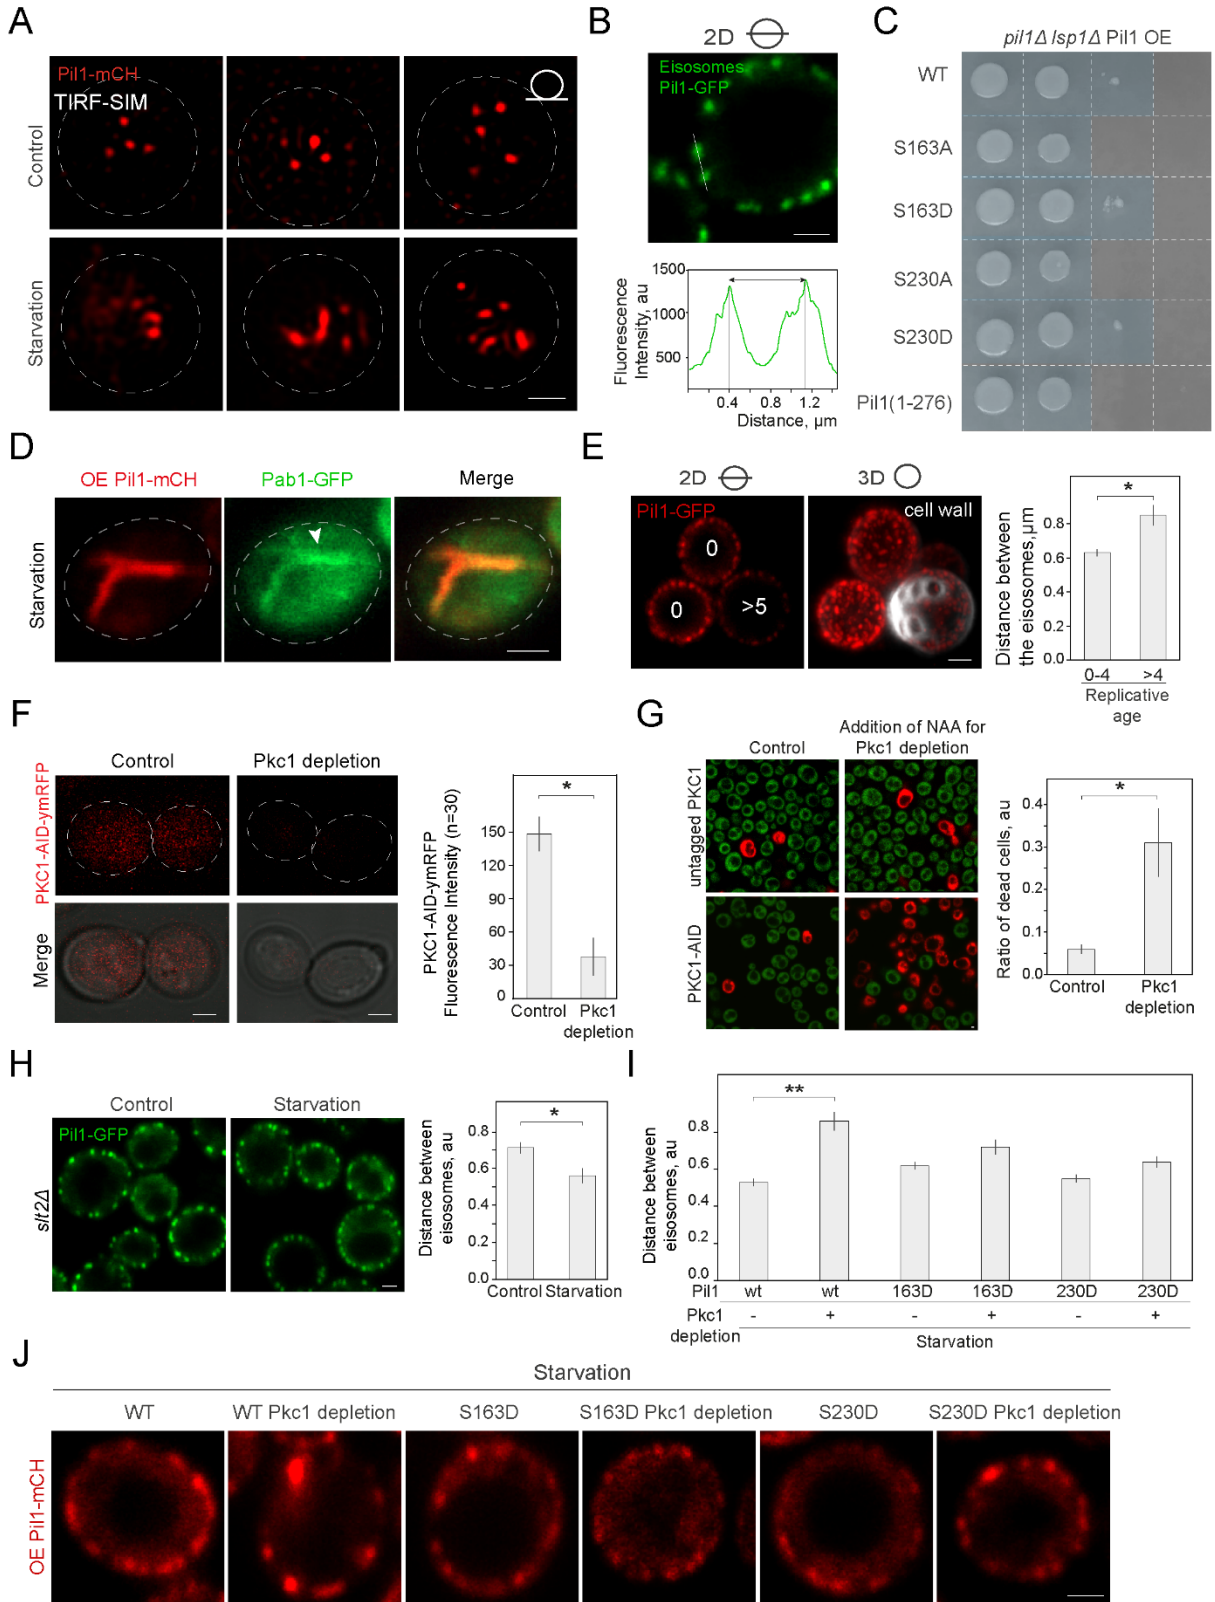 A
Pil1-mCH
TIRF-SIM
Control
Starvation
B
2D
Eisosomes
Pil1-GFP
Fluorescence
Intensity, au
1500
1000
500
0.4
0.8
1.2
Distance, µm
C
pil1Δ lsp1Δ Pil1 OE
WT
S163A
S163D
S230A
S230D
Pil1(1-276)
D
OE Pil1-mCH
Pab1-GFP
Merge
Starvation
E
2D
3D
Pil1-GFP
cell wall
0
0
>5
Distance between
the eisosomes,µm
*
0.8
0.6
0.4
0.2
0.0
0-4
>4
Replicative
age
F
Control
Pkc1 depletion
PKC1-AID-ymRFP
Merge
PKC1-AID-ymRFP
Fluorescence Intensity (n=30)
*
150
120
90
60
30
0
Control
Pkc1
depletion
G
Control
Addition of NAA for
Pkc1 depletion
untagged PKC1
PKC1-AID
Ratio of dead cells, au
*
0.4
0.3
0.2
0.1
0
Control
Pkc1
depletion
H
Control
Starvation
Pil1-GFP
slt2Δ
Distance between
eisosomes, au
*
0.8
0.6
0.4
0.2
0.0
Control
Starvation
I
Distance between
eisosomes, au
**
0.8
0.6
0.4
0.2
0.0
Pil1 wt wt 163D 163D 230D 230D
Pkc1
depletion - + - + - +
Starvation
J
Starvation
WT
WT Pkc1 depletion
S163D
S163D Pkc1 depletion
S230D
S230D Pkc1 depletion
OE Pil1-mCH